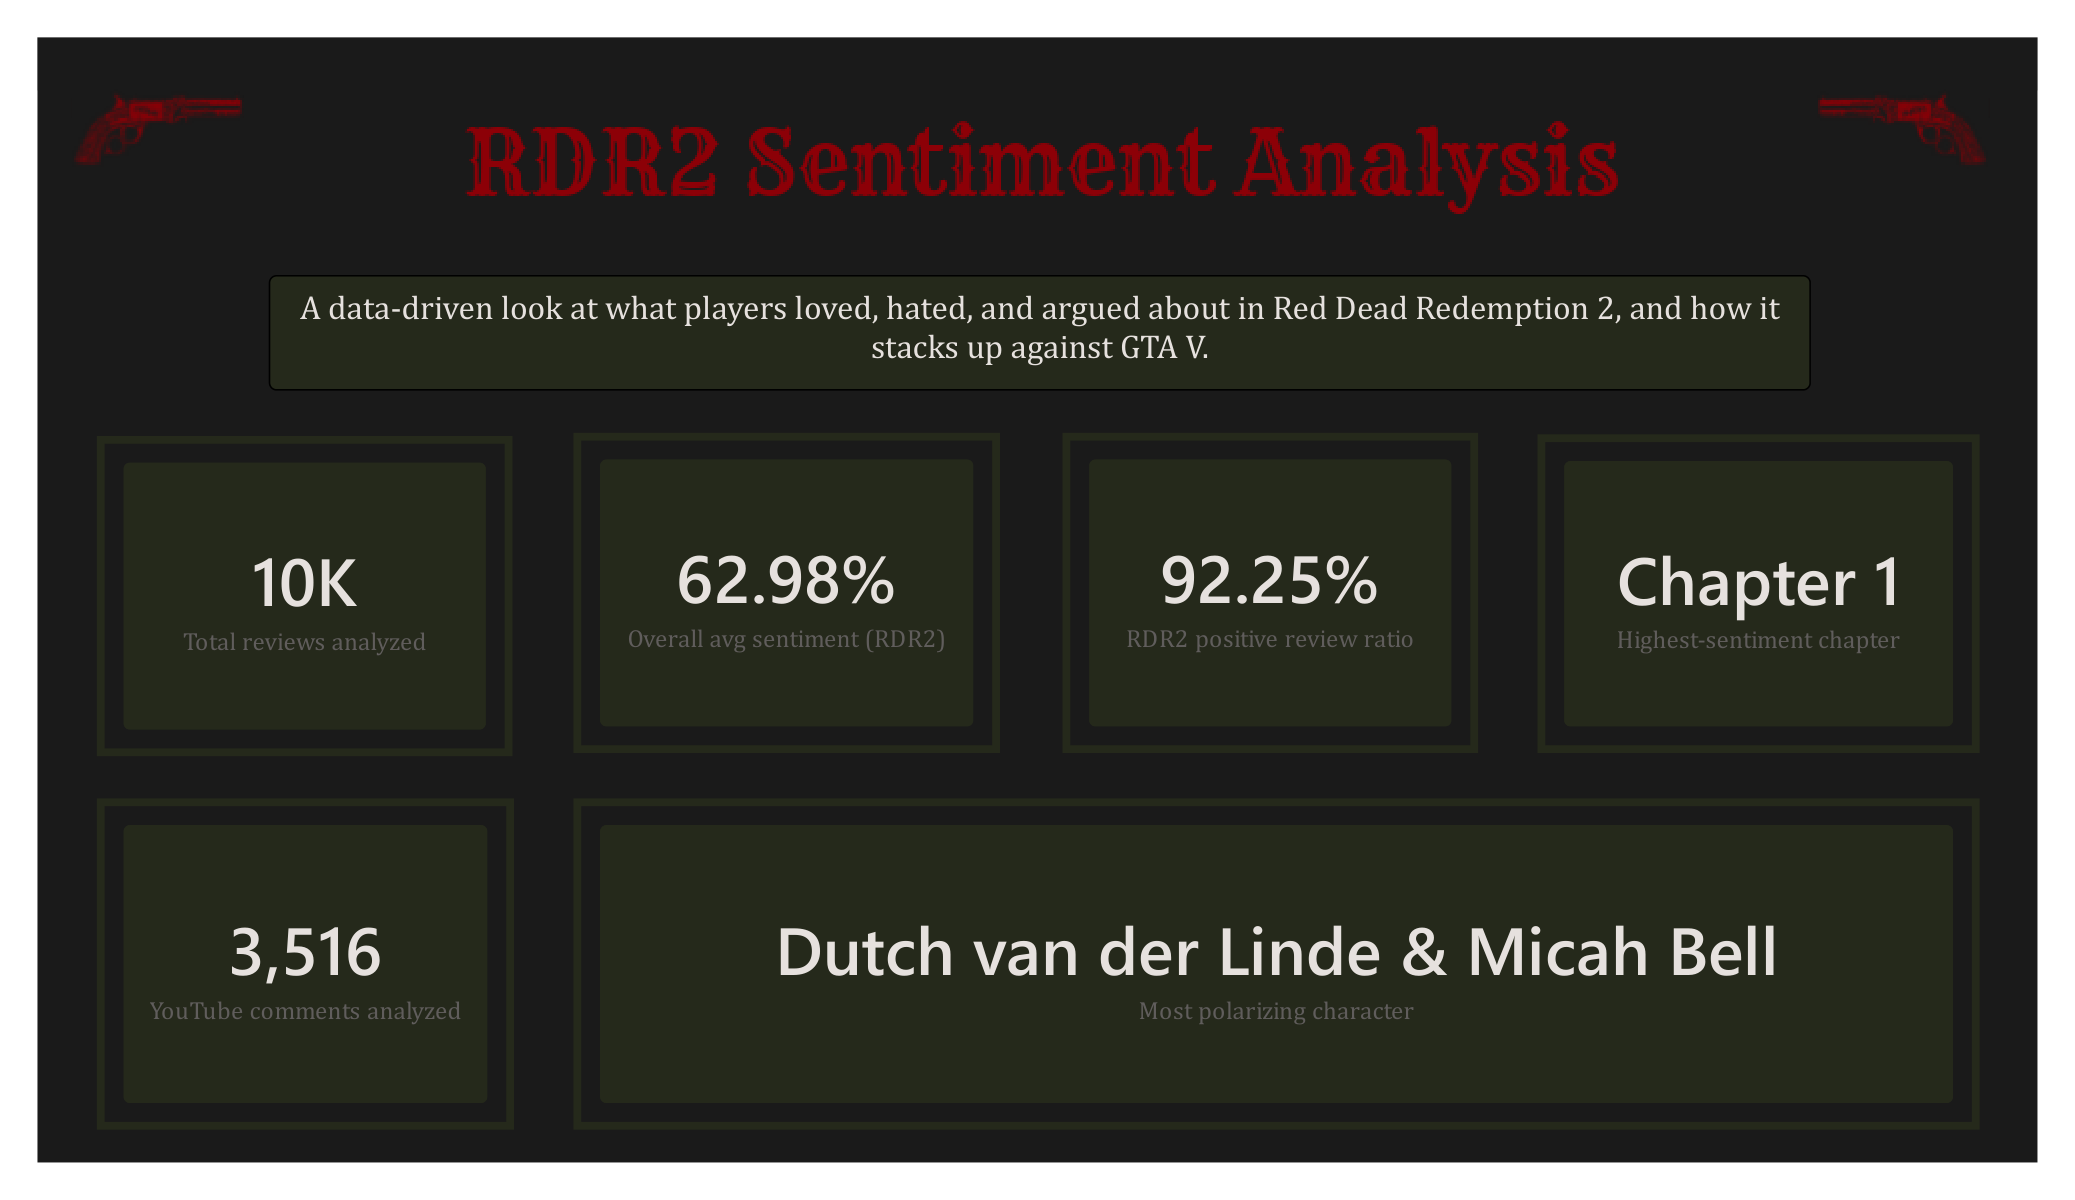 RDR2 Sentiment Analysis
A data-driven look at what players loved, hated, and argued about in Red Dead Redemption 2, and how it
stacks up against GTA V.
10K
Total reviews analyzed
62.98%
Overall avg sentiment (RDR2)
92.25%
RDR2 positive review ratio
Chapter 1
Highest-sentiment chapter
3,516
YouTube comments analyzed
Dutch van der Linde & Micah Bell
Most polarizing character